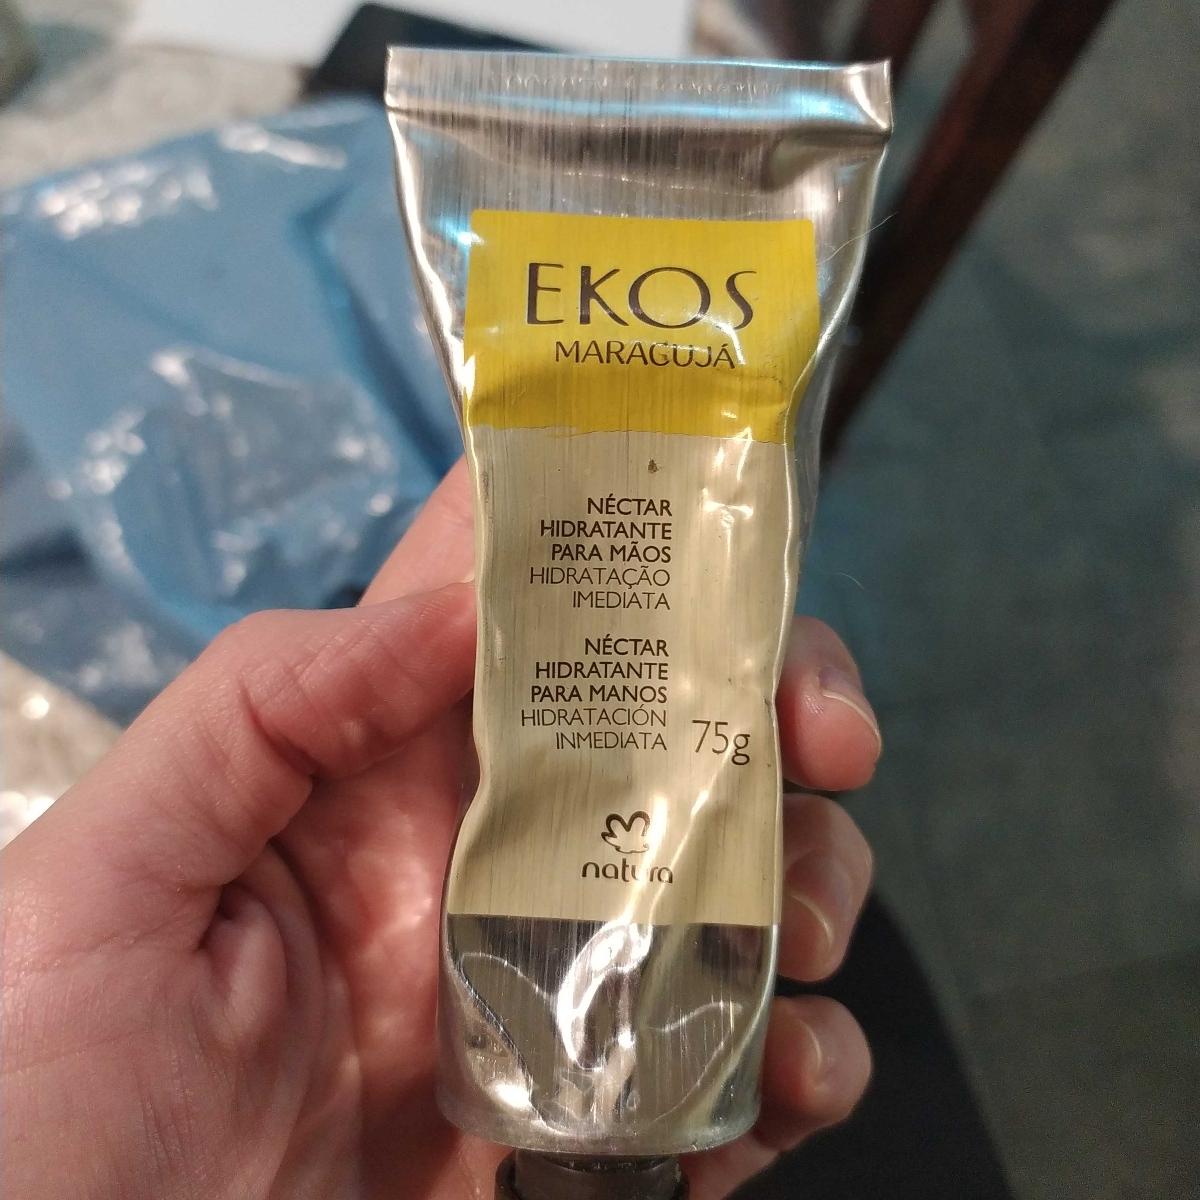 EKOS
MARACUJÁ
NÉCTAR
HIDRATANTE
PARA MÃOS
HIDRATAÇÃO
IMEDIATA
NÉCTAR
HIDRATANTE
PARA MANOS
HIDRATACIÓN
INMEDIATA
75g
natura